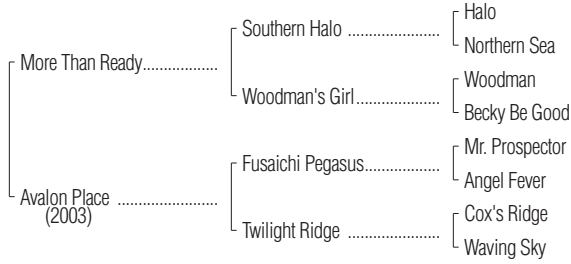 Halo
Southern Halo ..................
Northern Sea
More Than Ready..................
Woodman
Woodman's Girl................
Becky Be Good
Mr. Prospector
Fusaichi Pegasus...............
Angel Fever
Avalon Place ..................
(2003)
Cox's Ridge
Twilight Ridge ..................
Waving Sky